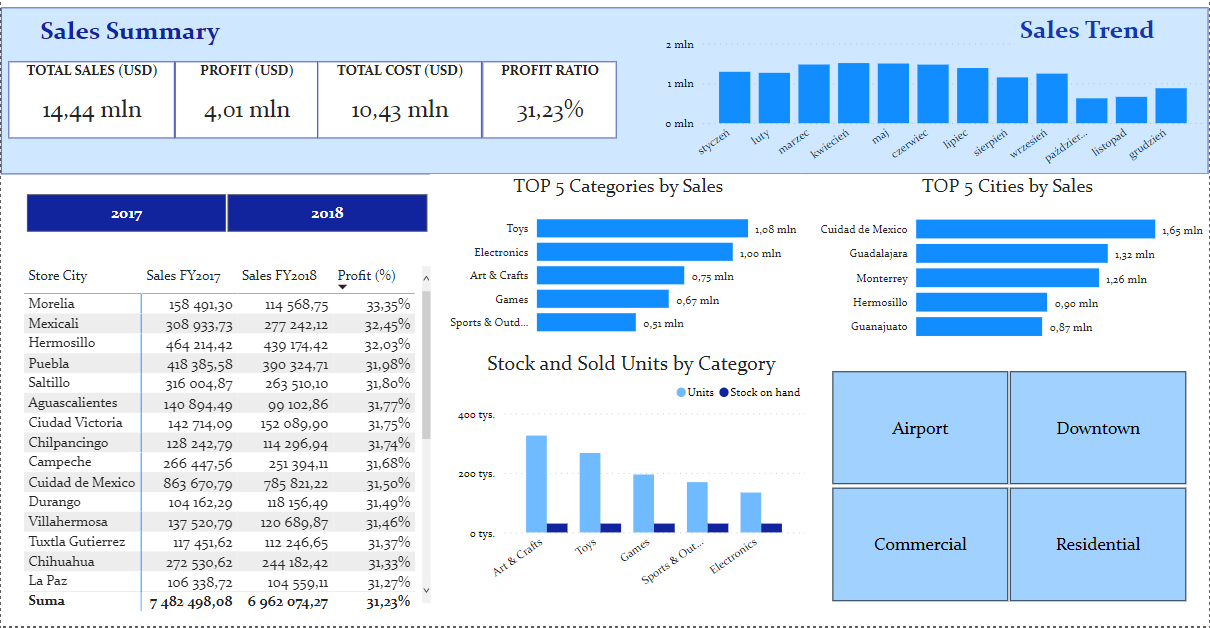 Sales Summary
Sales Trend
TOTAL SALES (USD) PROFIT (USD) TOTAL COST (USD) PROFIT RATIO
14,44 mln 4,01 mln 10,43 mln 31,23%
2 mln
1 mln
0 mln
styczeń luty marzec kwiecień maj czerwiec lipiec sierpień wrzesień paździer... listopad grudzień
2017 2018
Store City Sales FY2017 Sales FY2018 Profit (%)
Morelia 158 491,30 114 568,75 33,35%
Mexicali 308 933,73 277 242,12 32,45%
Hermosillo 464 214,42 439 174,42 32,03%
Puebla 418 385,58 390 324,71 31,98%
Saltillo 316 004,87 263 510,10 31,80%
Aguascalientes 140 894,49 99 102,86 31,77%
Ciudad Victoria 142 714,09 152 089,90 31,75%
Chilpancingo 128 242,79 114 296,94 31,74%
Campeche 266 447,56 251 394,11 31,68%
Cuidad de Mexico 863 670,79 785 821,22 31,50%
Durango 104 162,29 118 156,49 31,49%
Villahermosa 137 520,79 120 689,87 31,46%
Tuxtla Gutierrez 117 451,62 112 246,65 31,37%
Chihuahua 272 530,62 244 182,42 31,33%
La Paz 106 338,72 104 559,11 31,27%
Suma 7 482 498,08 6 962 074,27 31,23%
TOP 5 Categories by Sales
Toys 1,08 mln
Electronics 1,00 mln
Art & Crafts 0,75 mln
Games 0,67 mln
Sports & Outd... 0,51 mln
TOP 5 Cities by Sales
Cuidad de Mexico 1,65 mln
Guadalajara 1,32 mln
Monterrey 1,26 mln
Hermosillo 0,90 mln
Guanajuato 0,87 mln
Stock and Sold Units by Category
Units Stock on hand
400 tys.
200 tys.
0 tys.
Art & Crafts Toys Games Sports & Out... Electronics
Airport Downtown
Commercial Residential